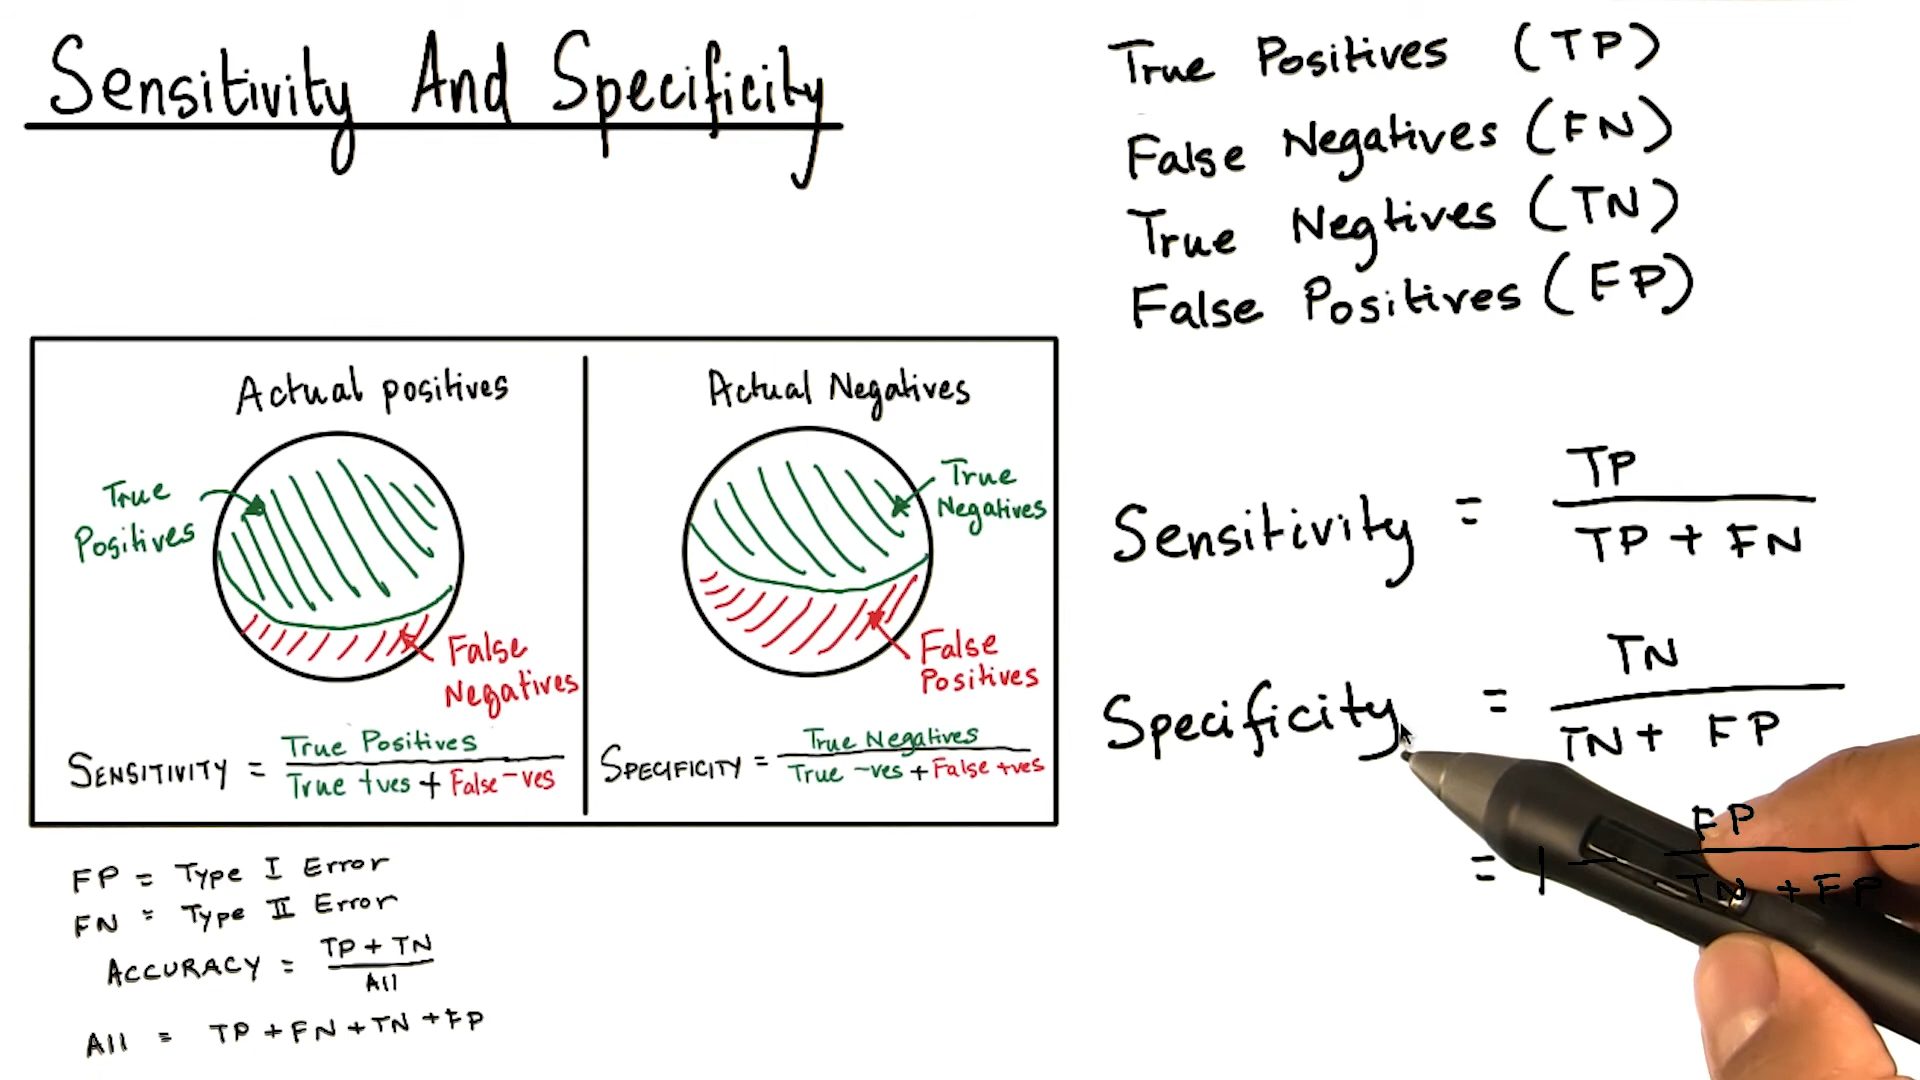 Sensitivity And Specificity
True Positives (TP)
False Negatives (FN)
True Negtives (TN)
False Positives (FP)
Actual positives
True
Positives
False
Negatives
SENSITIVITY = True Positives
True +ves + False -ves
Actual Negatives
True
Negatives
False
Positives
SPECIFICITY = True Negatives
True -ves + False +ves
Sensitivity = TP
TP + FN
Specificity = TN
TN + FP
= 1 - FP
TN + FP
FP = Type I Error
FN = Type II Error
ACCURACY = TP + TN
All
All = TP + FN + TN + FP